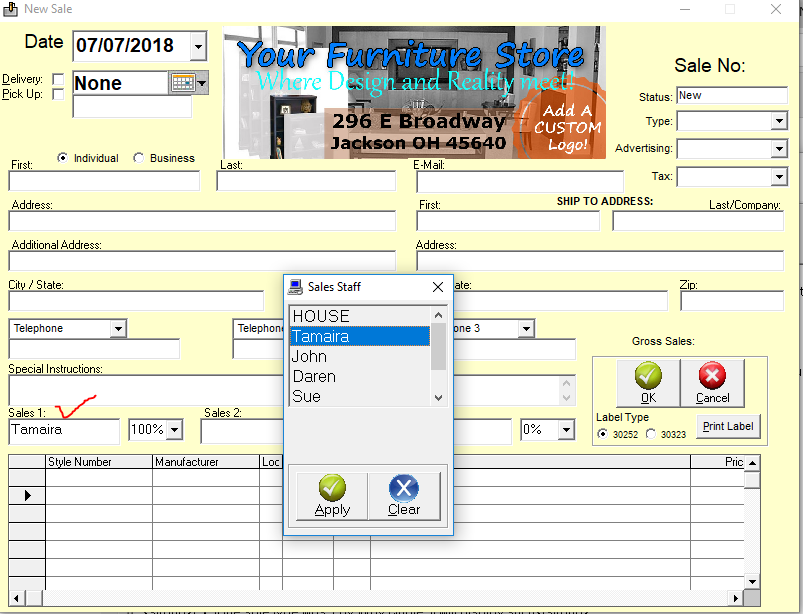 New Sale
Date 07/07/2018
Your Furniture Store
Where Design and Reality meet!
296 E Broadway
Jackson OH 45640
Add A
CUSTOM
Logo!
Sale No:
Delivery:
Pick Up:
None
Status: New
Type:
Advertising:
Tax:
Individual Business
First: Last: E-Mail:
SHIP TO ADDRESS:
Address: First: Last/Company:
Additional Address: Address:
City / State: ate: Zip:
Telephone Telephon one 3
Special Instructions:
Sales 1: Sales 2:
Tamaira 100% 0%
Sales Staff
HOUSE
Tamaira
John
Daren
Sue
Apply Clear
Gross Sales:
OK Cancel
Label Type
30252 30323
Print Label
Style Number Manufacturer Loc Pric